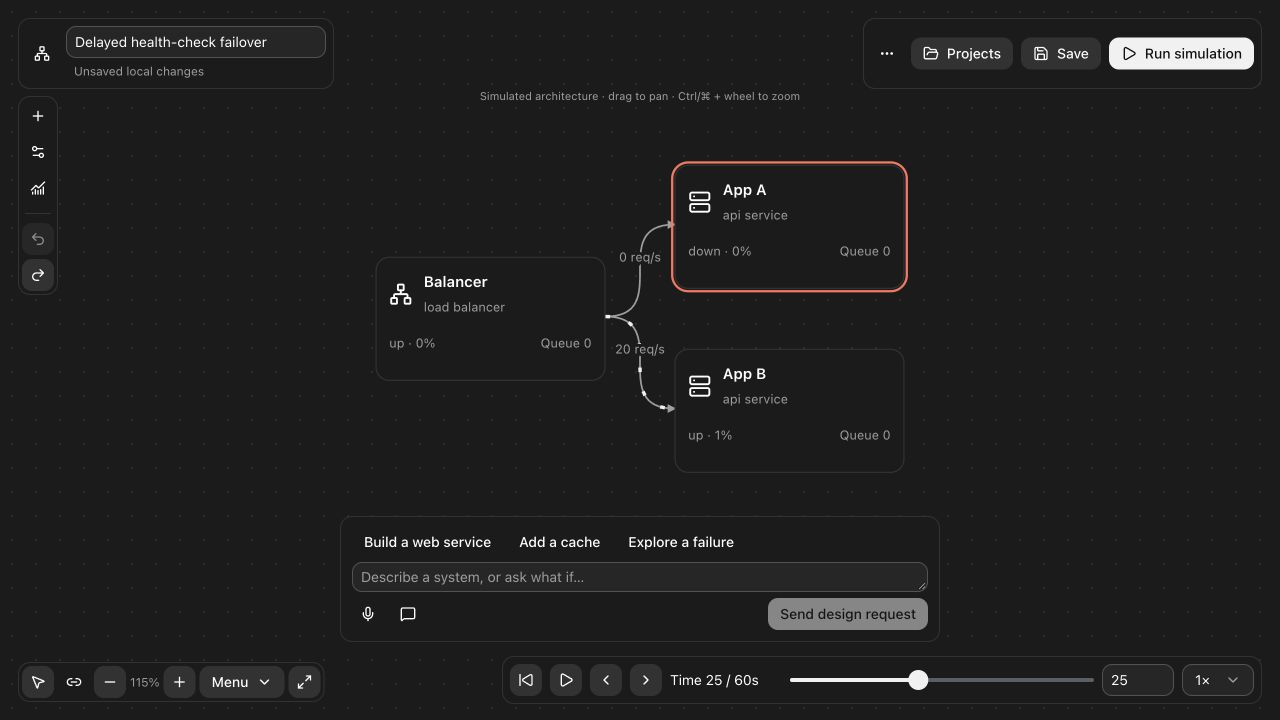 Delayed health-check failover
Unsaved local changes
Projects
Save
Run simulation
Simulated architecture · drag to pan · Ctrl/⌘ + wheel to zoom
App A
api service
down · 0%
Queue 0
0 req/s
Balancer
load balancer
up · 0%
Queue 0
20 req/s
App B
api service
up · 1%
Queue 0
Build a web service
Add a cache
Explore a failure
Describe a system, or ask what if...
Send design request
115%
Menu
Time 25 / 60s
25
1×